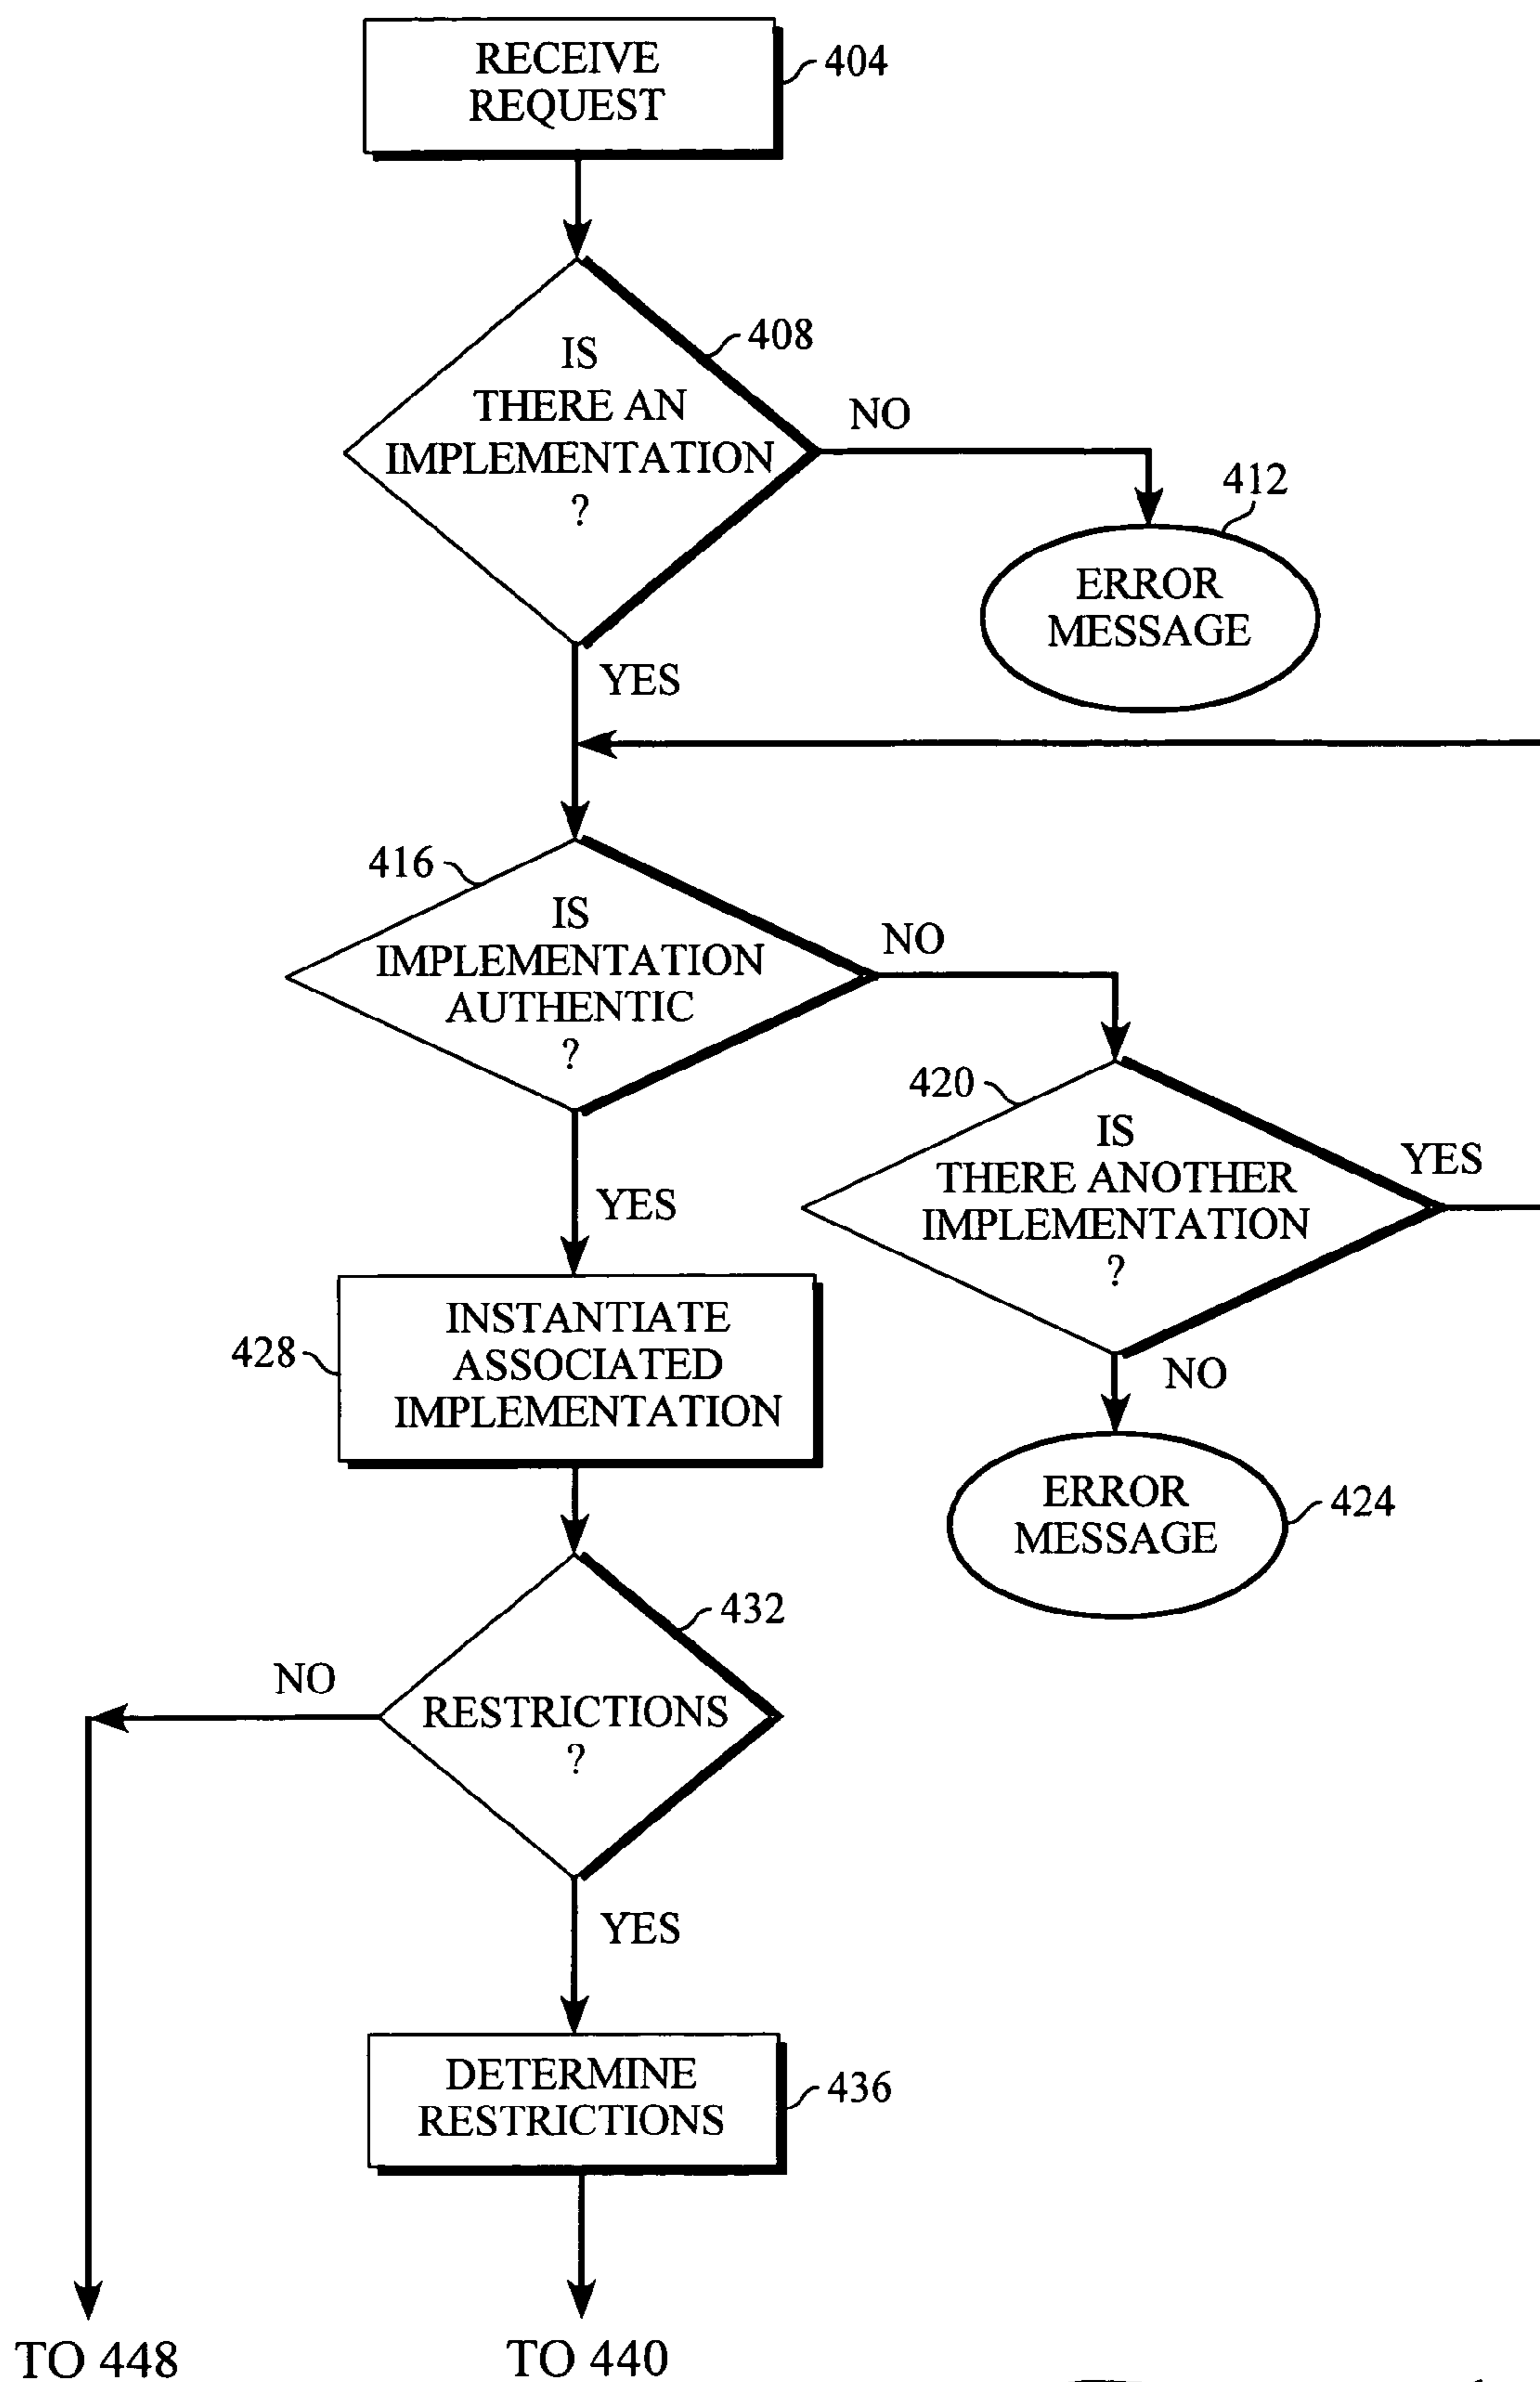 RECEIVE
REQUEST
404
408
IS
THERE AN
IMPLEMENTATION
?
NO
412
ERROR
MESSAGE
YES
416
IS
IMPLEMENTATION
AUTHENTIC
?
NO
420
IS
THERE ANOTHER
IMPLEMENTATION
?
YES
YES
NO
428
INSTANTIATE
ASSOCIATED
IMPLEMENTATION
ERROR
MESSAGE
424
432
NO
RESTRICTIONS
?
YES
DETERMINE
RESTRICTIONS
436
TO 448
TO 440